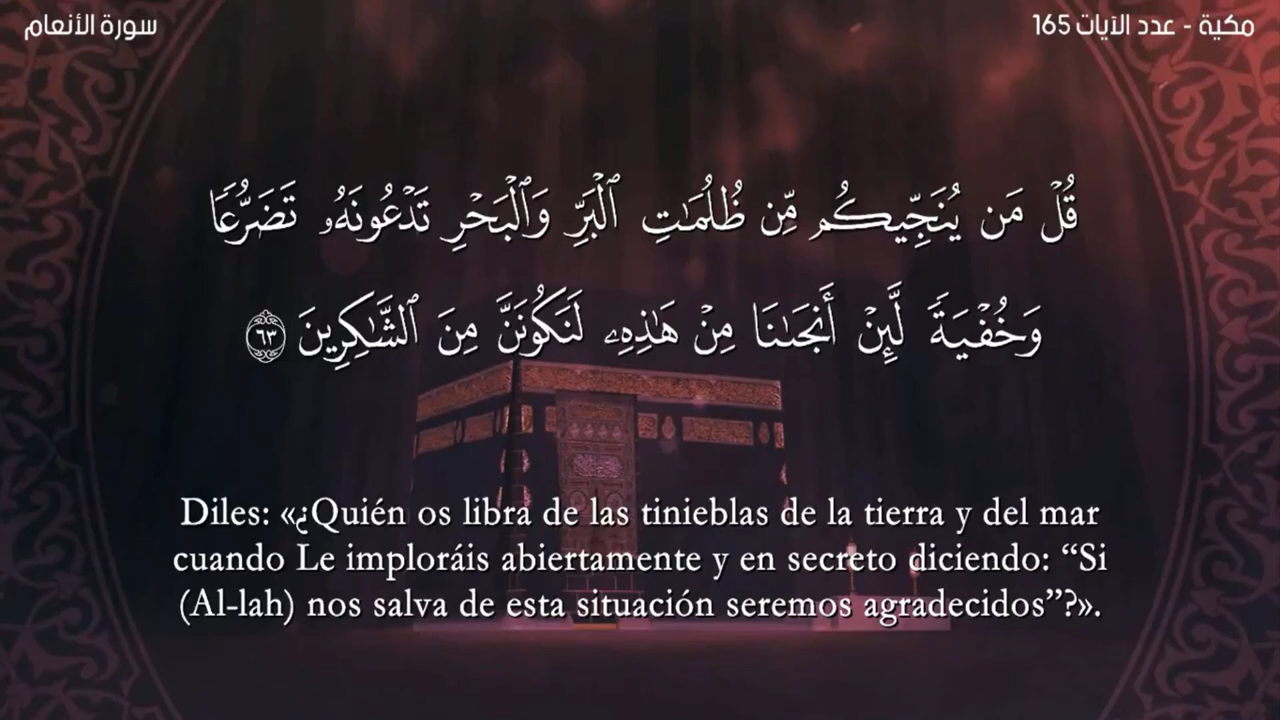 مكية - عدد الآيات 165
سورة الأنعام
قُلْ مَن يُنَجِّيكُم مِّن ظُلُمَٰتِ ٱلْبَرِّ وَٱلْبَحْرِ تَدْعُونَهُۥ تَضَرُّعًا
وَخُفْيَةً لَّئِنْ أَنجَىٰنَا مِنْ هَٰذِهِۦ لَنَكُونَنَّ مِنَ ٱلشَّٰكِرِينَ ٦٣
Diles: «¿Quién os libra de las tinieblas de la tierra y del mar
cuando Le imploráis abiertamente y en secreto diciendo: “Si
(Al-lah) nos salva de esta situación seremos agradecidos”?».